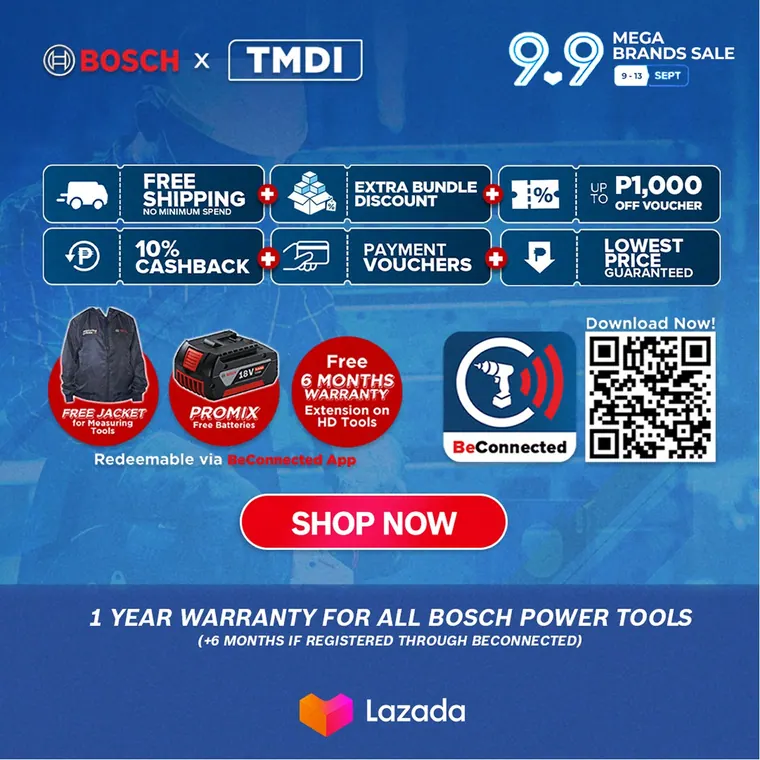 BOSCH x TMDI
9.9 MEGA
BRANDS SALE
9 - 13 SEPT
FREE
SHIPPING
NO MINIMUM SPEND
EXTRA BUNDLE
DISCOUNT
%
UP
TO
P1,000
OFF VOUCHER
10%
CASHBACK
PAYMENT
VOUCHERS
LOWEST
PRICE
GUARANTEED
FREE JACKET
for Measuring
Tools
BOSCH 18V
PROMIX
Free Batteries
Free
6 MONTHS
WARRANTY
Extension on
HD Tools
Redeemable via BeConnected App
BeConnected
Download Now!
SHOP NOW
1 YEAR WARRANTY FOR ALL BOSCH POWER TOOLS
(+6 MONTHS IF REGISTERED THROUGH BECONNECTED)
Lazada